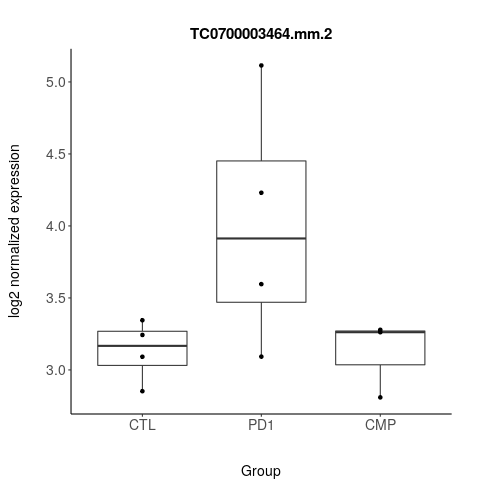 TC0700003464.mm.2
log2 normalized expression
5.0
4.5
4.0
3.5
3.0
CTL PD1 CMP
Group